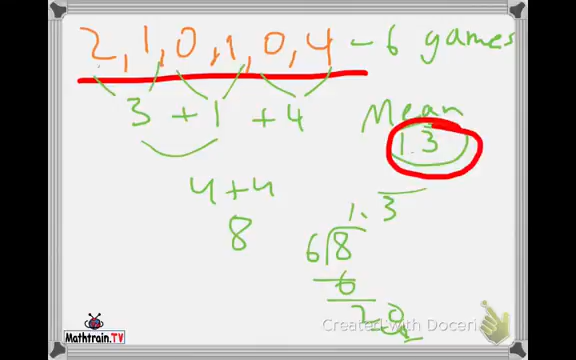 2, 1, 0, 1, 0, 4 - 6 games
3 + 1 + 4
Mean
1.3
4 + 4
8
1.3
6 8
6
20
Created with Doceri
Mathtrain.TV